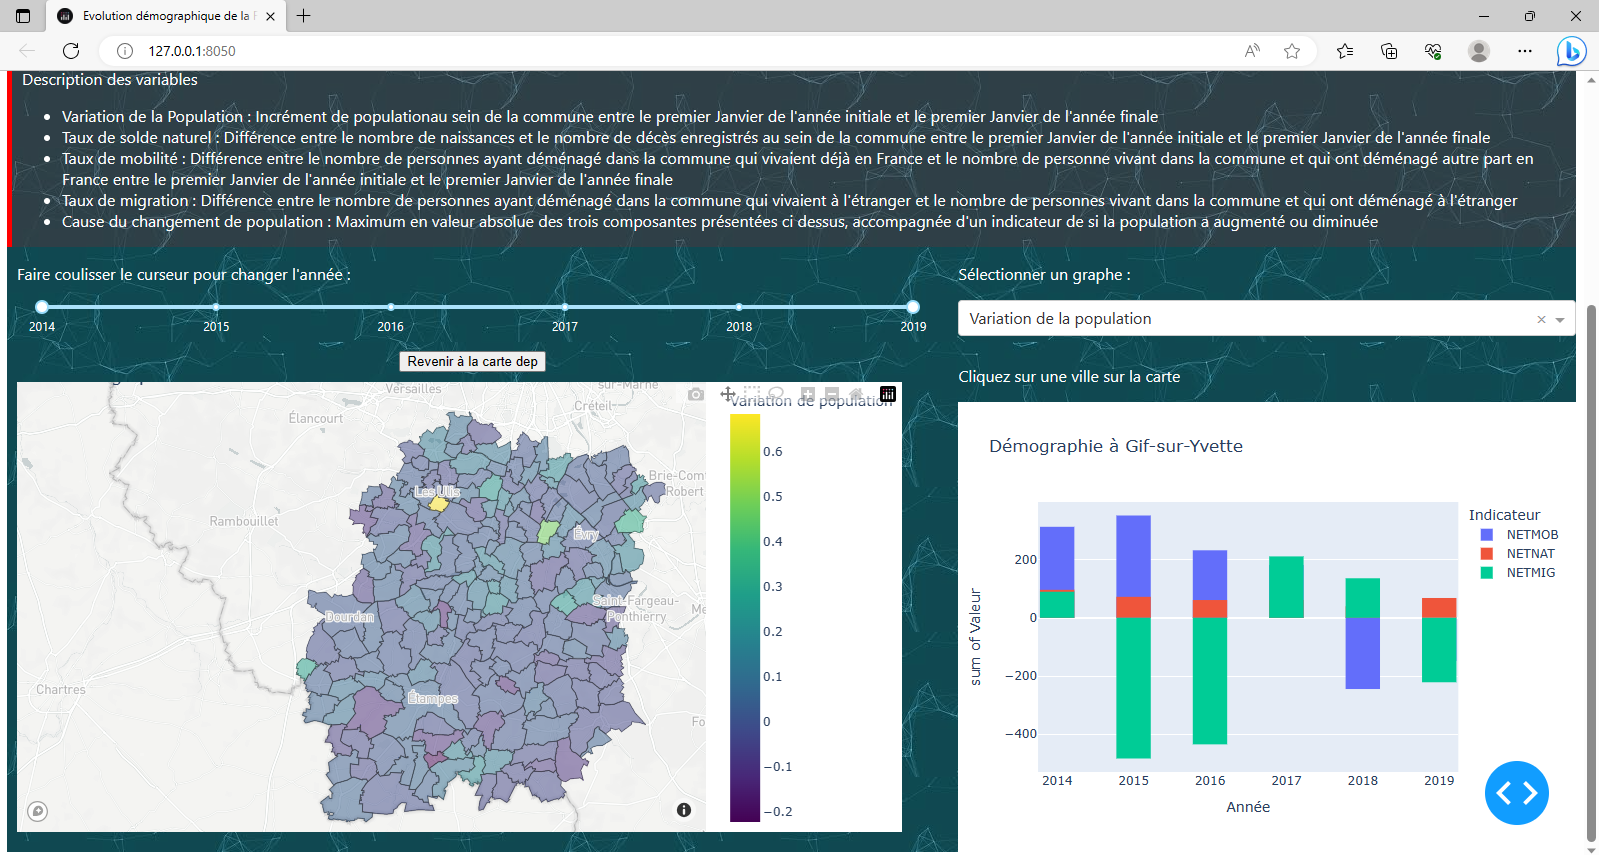 Evolution démographique de la F
127.0.0.1:8050
Description des variables
Variation de la Population : Incrément de populationau sein de la commune entre le premier Janvier de l'année initiale et le premier Janvier de l'année finale
Taux de solde naturel : Différence entre le nombre de naissances et le nombre de décès enregistrés au sein de la commune entre le premier Janvier de l'année initiale et le premier Janvier de l'année finale
Taux de mobilité : Différence entre le nombre de personnes ayant déménagé dans la commune qui vivaient déjà en France et le nombre de personne vivant dans la commune et qui ont déménagé autre part en
France entre le premier Janvier de l'année initiale et le premier Janvier de l'année finale
Taux de migration : Différence entre le nombre de personnes ayant déménagé dans la commune qui vivaient à l'étranger et le nombre de personnes vivant dans la commune et qui ont déménagé à l'étranger
Cause du changement de population : Maximum en valeur absolue des trois composantes présentées ci dessus, accompagnée d'un indicateur de si la population a augmenté ou diminuée
Faire coulisser le curseur pour changer l'année :
2014 2015 2016 2017 2018 2019
Revenir à la carte dep
Versailles
sur-Marne
Créteil
Élancourt
Brie-Com
Robert
Les Ulis
Rambouillet
Évry
Saint-Fargeau-
Ponthierry
Me
Dourdan
Chartres
Étampes
Fo
Variation de population
0.6
0.5
0.4
0.3
0.2
0.1
0
−0.1
−0.2
Sélectionner un graphe :
Variation de la population
Cliquez sur une ville sur la carte
Démographie à Gif-sur-Yvette
Indicateur
NETMOB
NETNAT
NETMIG
sum of Valeur
200
0
−200
−400
2014 2015 2016 2017 2018 2019
Année